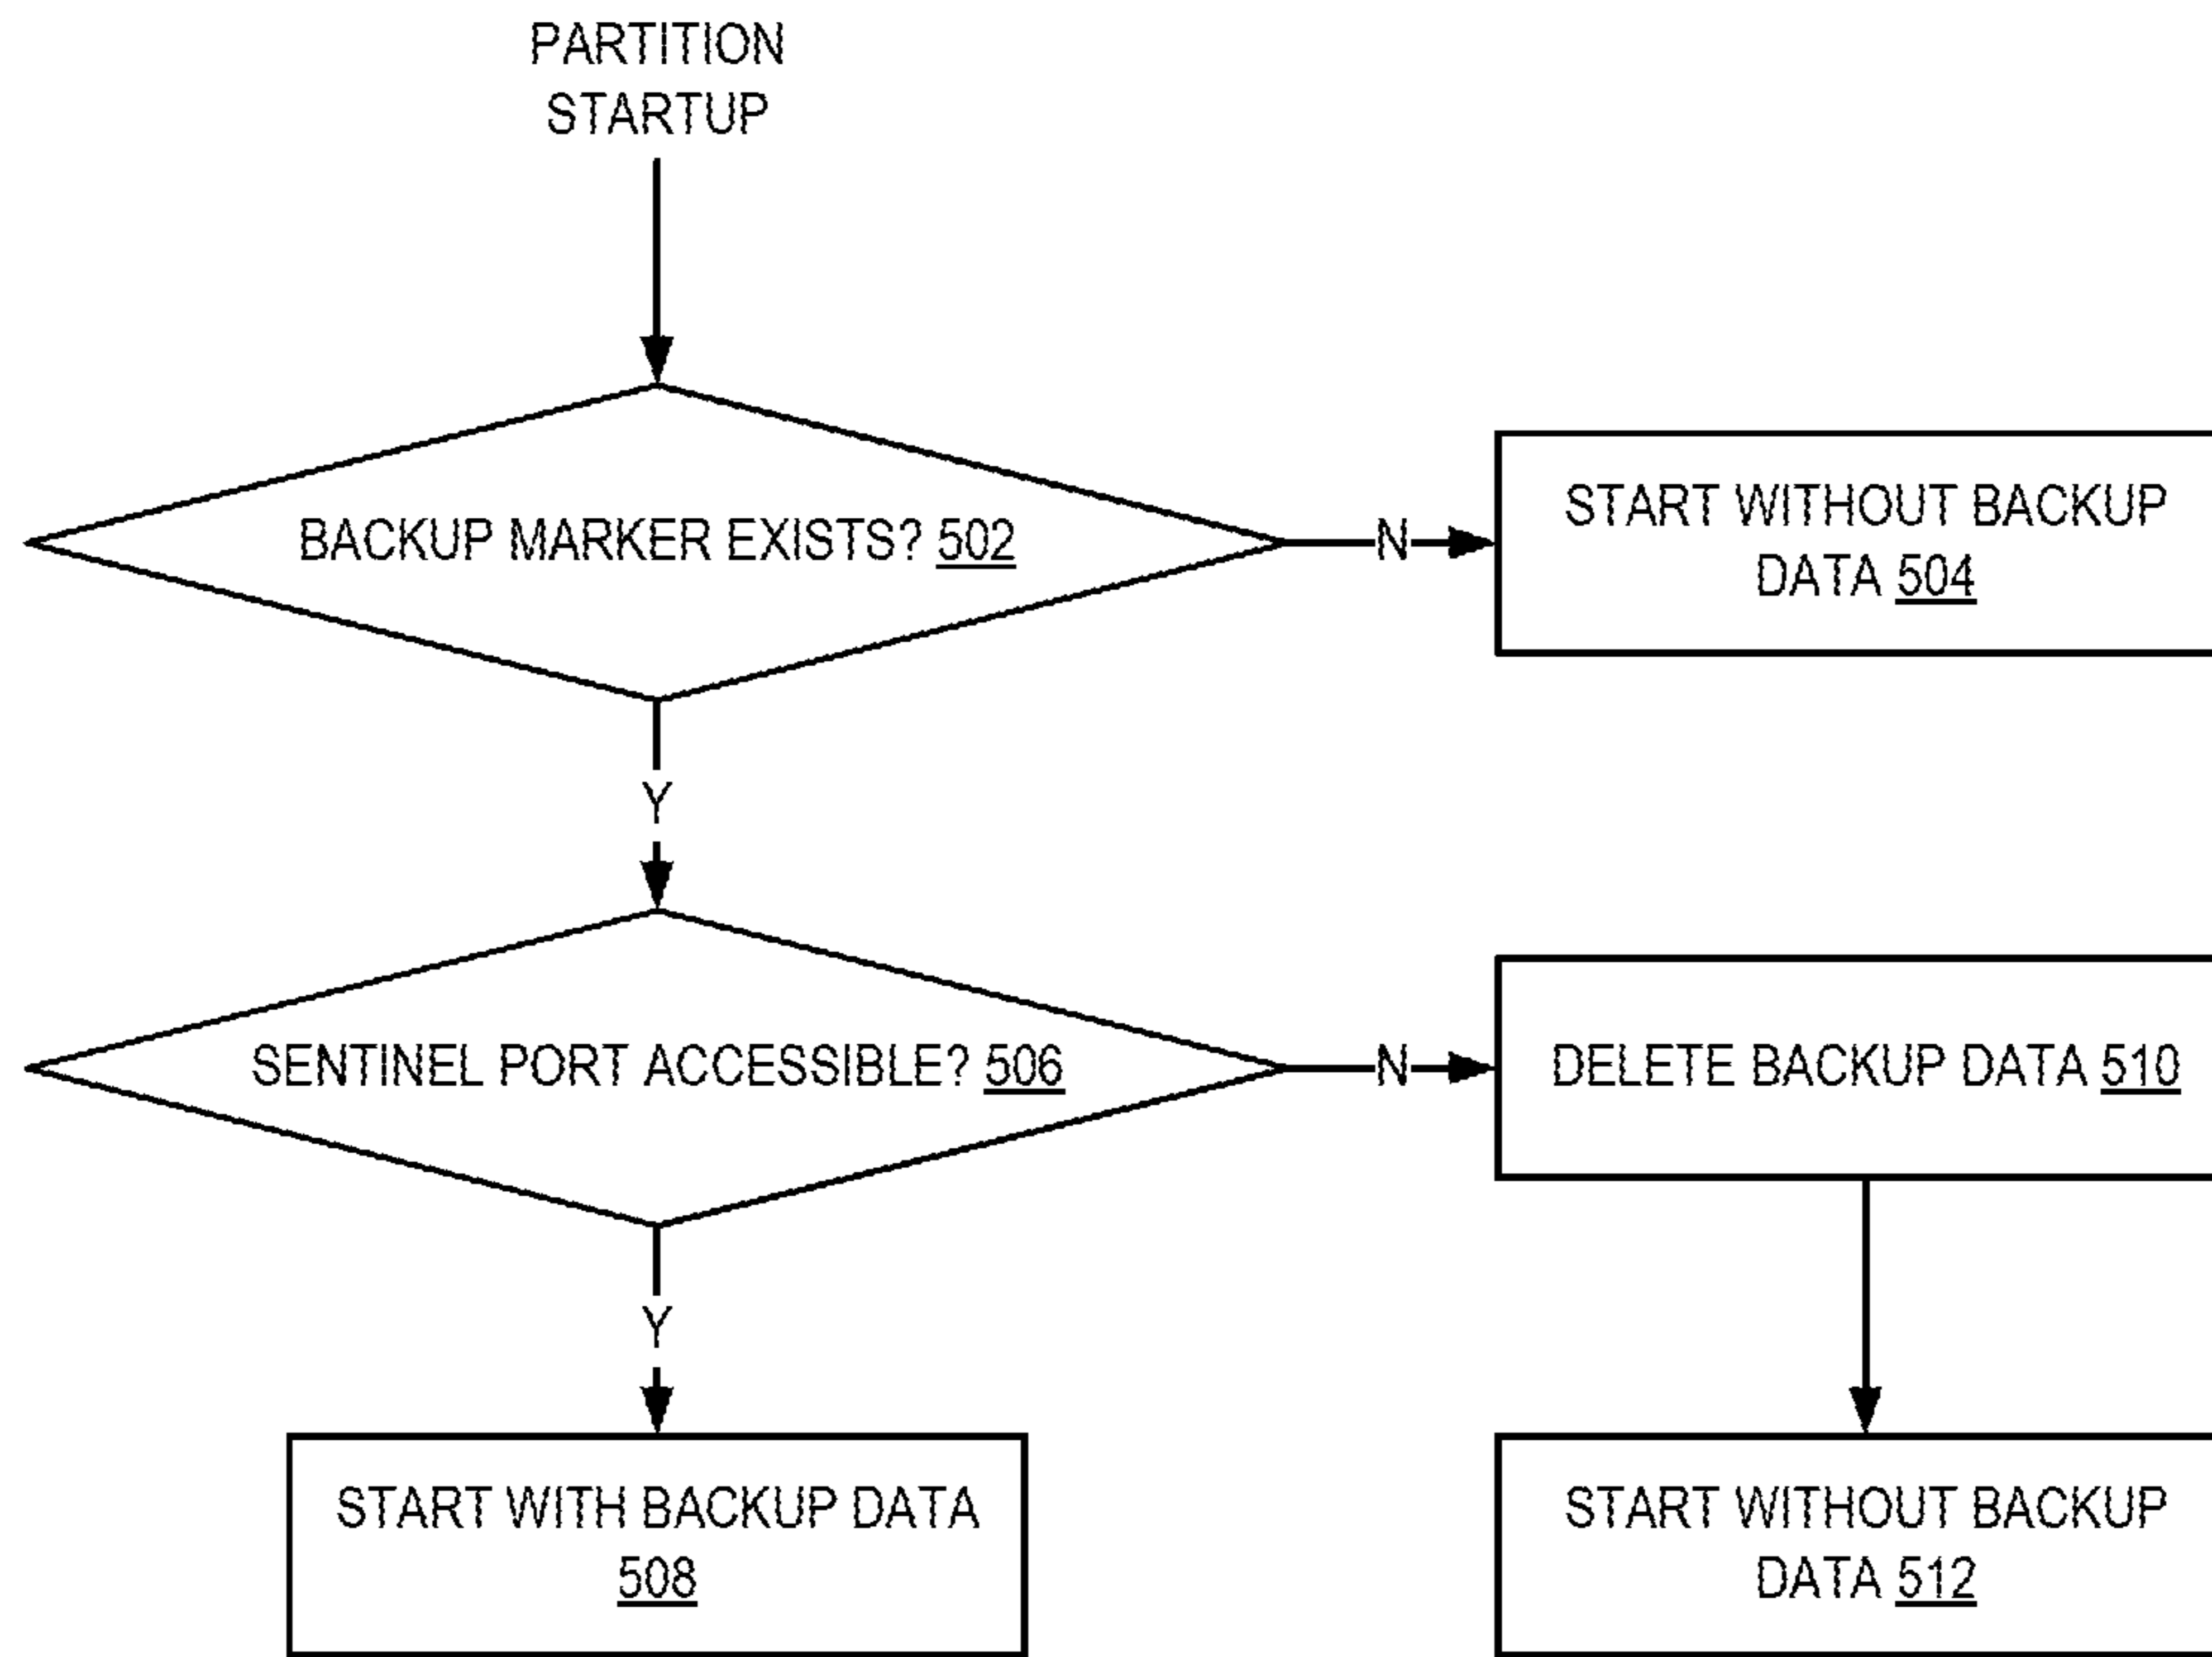 PARTITION
STARTUP
BACKUP MARKER EXISTS? 502
N
START WITHOUT BACKUP
DATA 504
Y
SENTINEL PORT ACCESSIBLE? 506
N
DELETE BACKUP DATA 510
Y
START WITH BACKUP DATA
508
START WITHOUT BACKUP
DATA 512